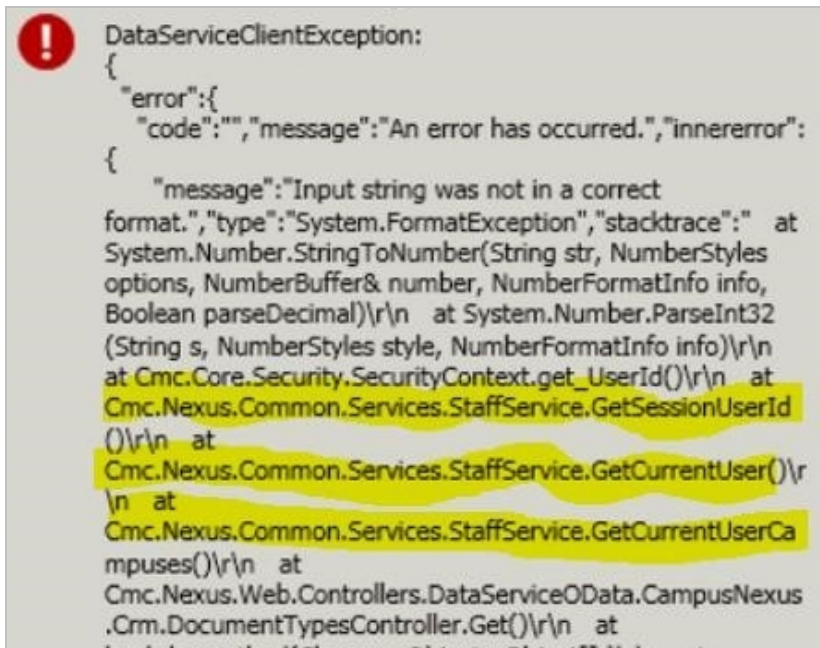 DataServiceClientException:
{
"error":{
"code":"","message":"An error has occurred.","innererror":
{
"message":"Input string was not in a correct
format.","type":"System.FormatException","stacktrace":" at
System.Number.StringToNumber(String str, NumberStyles
options, NumberBuffer& number, NumberFormatInfo info,
Boolean parseDecimal)\r\n at System.Number.ParseInt32
(String s, NumberStyles style, NumberFormatInfo info)\r\n
at Cmc.Core.Security.SecurityContext.get_UserId()\r\n at
Cmc.Nexus.Common.Services.StaffService.GetSessionUserId
()\r\n at
Cmc.Nexus.Common.Services.StaffService.GetCurrentUser()\r
\n at
Cmc.Nexus.Common.Services.StaffService.GetCurrentUserCa
mpuses()\r\n at
Cmc.Nexus.Web.Controllers.DataServiceOData.CampusNexus
.Crm.DocumentTypesController.Get()\r\n at